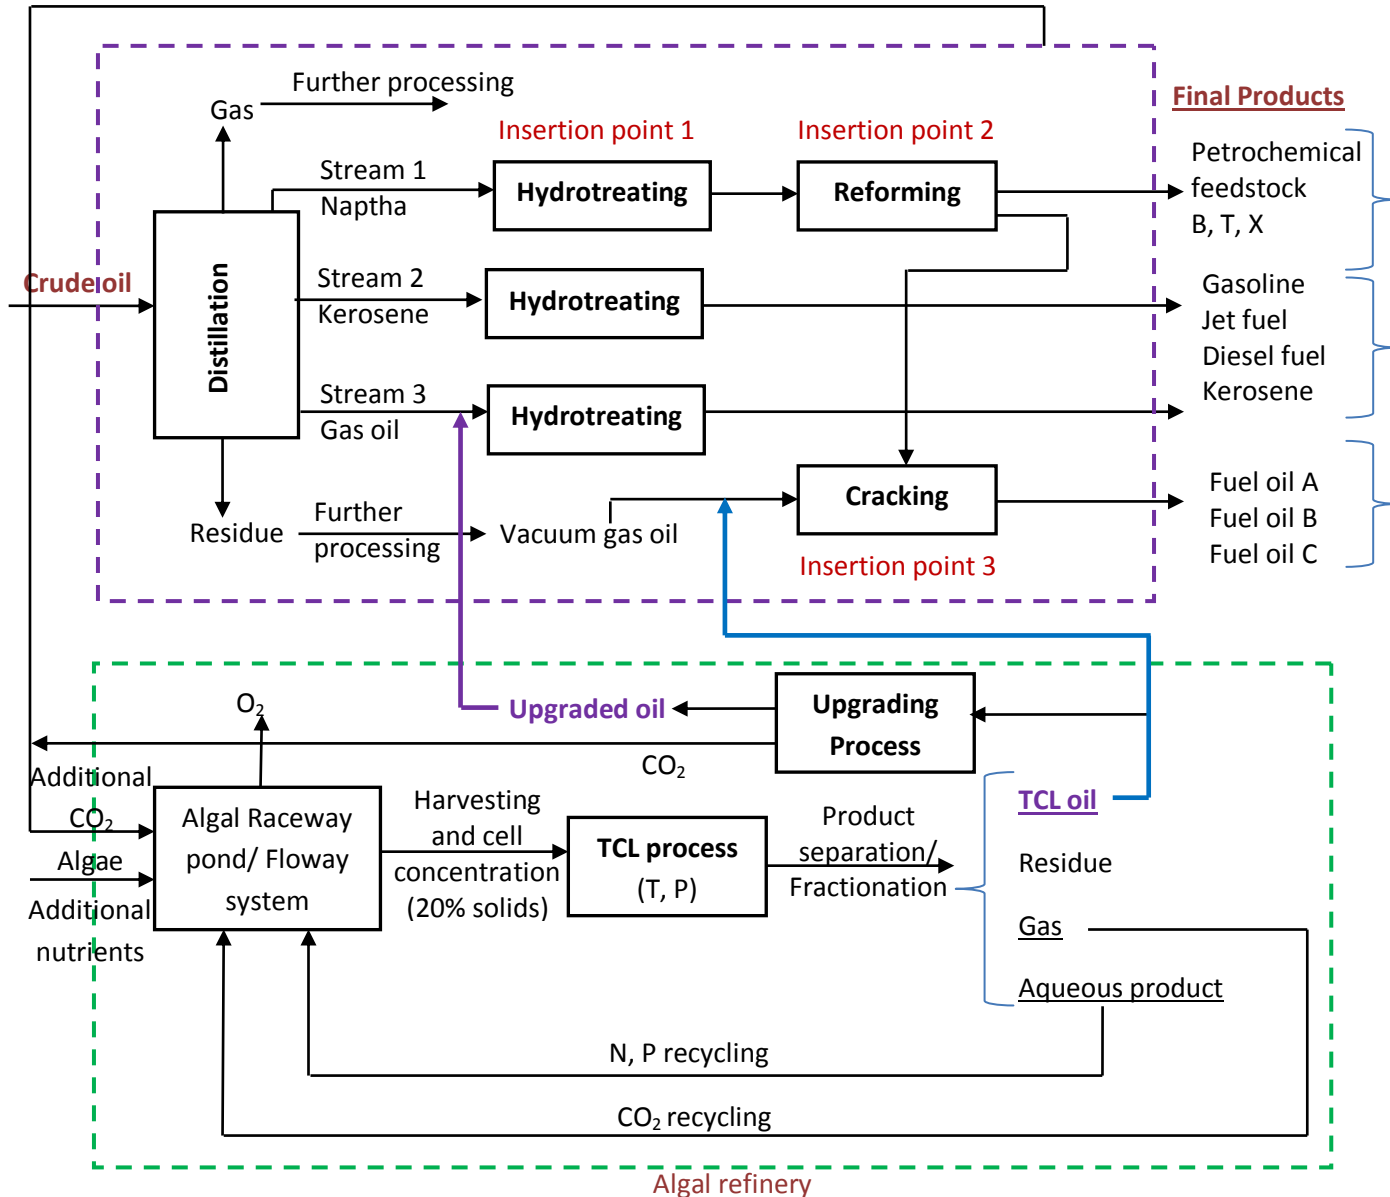 Further processing
Gas
Final Products
Insertion point 1
Insertion point 2
Petrochemical
feedstock
B, T, X
Stream 1
Naptha
Hydrotreating
Reforming
Crude oil
Distillation
Stream 2
Kerosene
Hydrotreating
Gasoline
Jet fuel
Diesel fuel
Kerosene
Stream 3
Gas oil
Hydrotreating
Cracking
Fuel oil A
Fuel oil B
Fuel oil C
Residue
Further
processing
Vacuum gas oil
Insertion point 3
O2
Upgraded oil
Upgrading
Process
CO2
Additional
CO2
Algae
Additional
nutrients
Algal Raceway
pond/ Floway
system
Harvesting
and cell
concentration
(20% solids)
TCL process
(T, P)
Product
separation/
Fractionation
TCL oil
Residue
Gas
Aqueous product
N, P recycling
CO2 recycling
Algal refinery